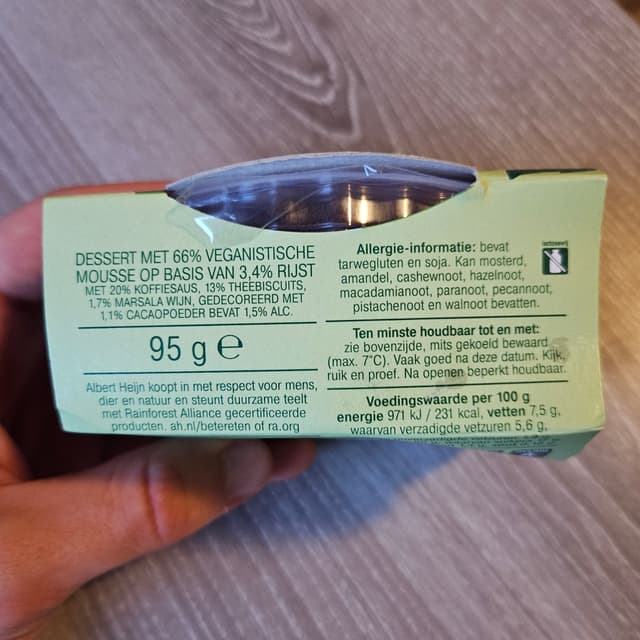 DESSERT MET 66% VEGANISTISCHE
MOUSSE OP BASIS VAN 3,4% RIJST
MET 20% KOFFIESAUS, 13% THEEBISCUITS,
1,7% MARSALA WIJN, GEDECOREERD MET
1,1% CACAOPOEDER BEVAT 1,5% ALC.
95 g e
Albert Heijn koopt in met respect voor mens,
dier en natuur en steunt duurzame teelt
met Rainforest Alliance gecertificeerde
producten. ah.nl/betereten of ra.org
Allergie-informatie: bevat
tarwegluten en soja. Kan mosterd,
amandel, cashewnoot, hazelnoot,
macadamianoot, paranoot, pecannoot,
pistachenoot en walnoot bevatten.
lactosevrij
Ten minste houdbaar tot en met:
zie bovenzijde, mits gekoeld bewaard
(max. 7°C). Vaak goed na deze datum. Kijk,
ruik en proef. Na openen beperkt houdbaar.
Voedingswaarde per 100 g
energie 971 kJ / 231 kcal, vetten 7,5 g,
waarvan verzadigde vetzuren 5,6 g,